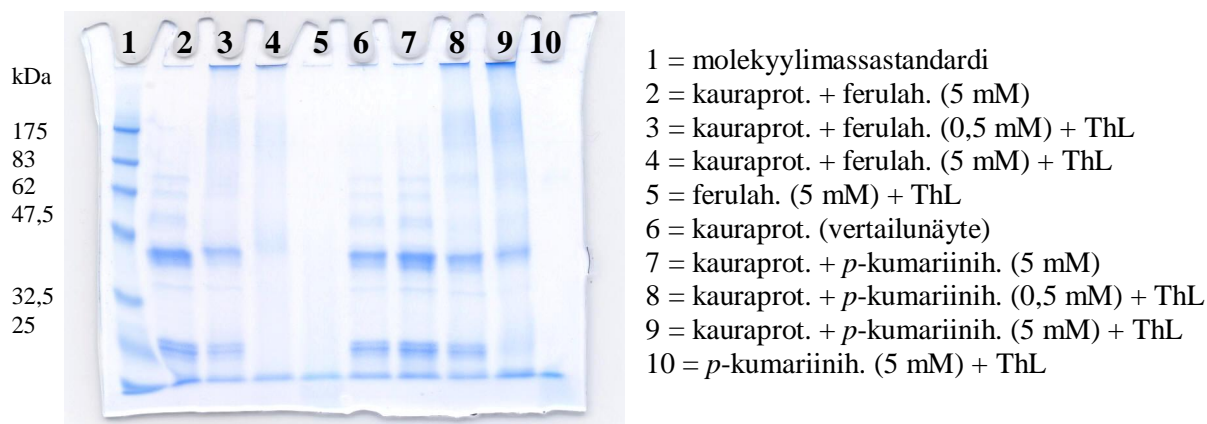 1 2 3 4 5 6 7 8 9 10
kDa
175
83
62
47,5
32,5
25
1 = molekyylimassastandardi
2 = kauraprot. + ferulah. (5 mM)
3 = kauraprot. + ferulah. (0,5 mM) + ThL
4 = kauraprot. + ferulah. (5 mM) + ThL
5 = ferulah. (5 mM) + ThL
6 = kauraprot. (vertailunäyte)
7 = kauraprot. + p-kumariinih. (5 mM)
8 = kauraprot. + p-kumariinih. (0,5 mM) + ThL
9 = kauraprot. + p-kumariinih. (5 mM) + ThL
10 = p-kumariinih. (5 mM) + ThL